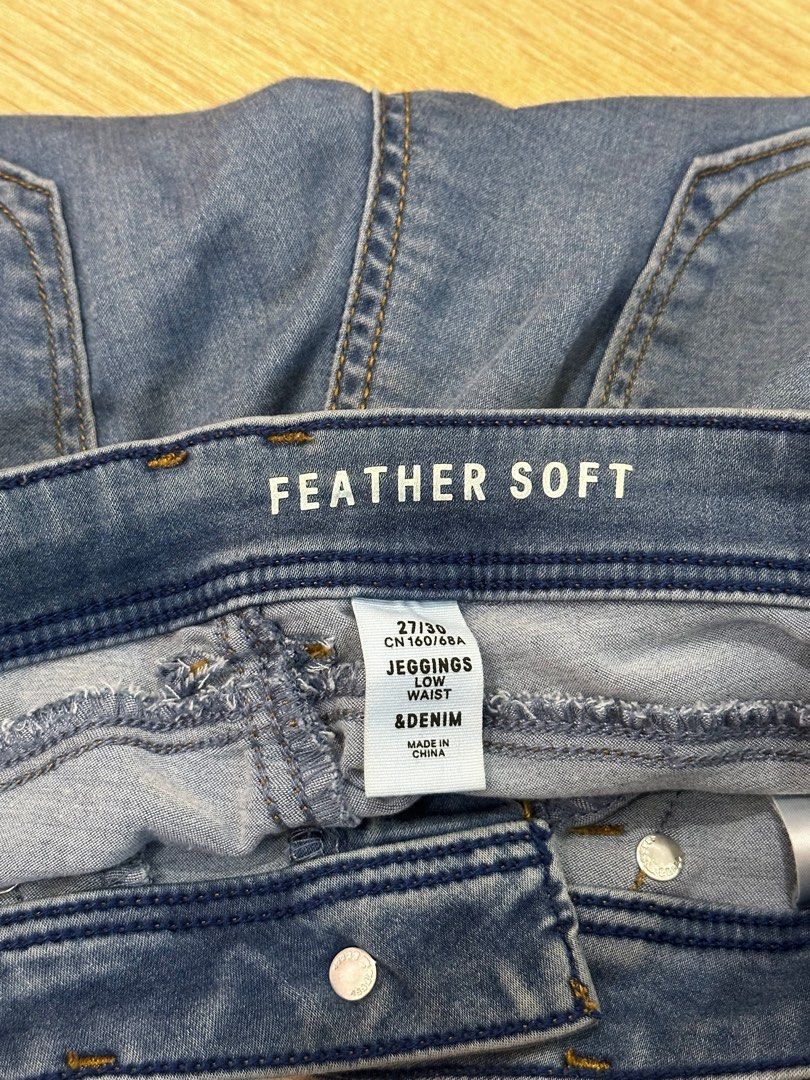 FEATHER SOFT
27/30
CN 160/68A
JEGGINGS
LOW
WAIST
&DENIM
MADE IN
CHINA